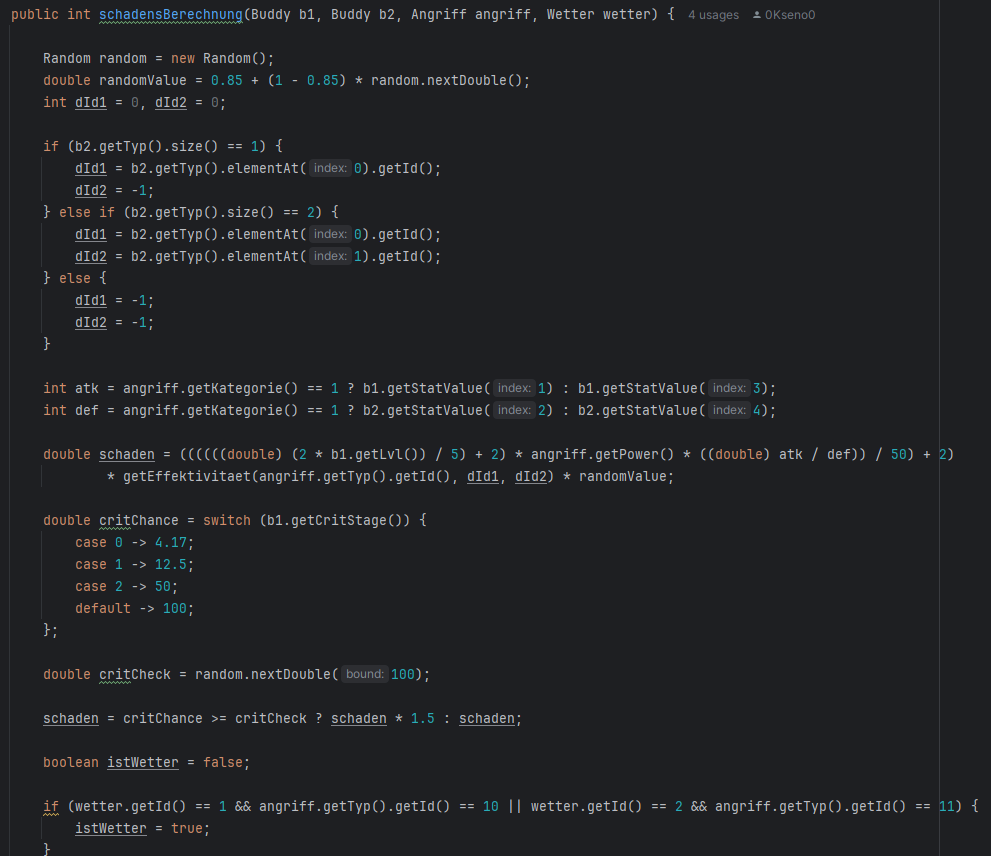 public int schadensBerechnung(Buddy b1, Buddy b2, Angriff angriff, Wetter wetter) { 4 usages 0Kseno0
Random random = new Random();
double randomValue = 0.85 + (1 - 0.85) * random.nextDouble();
int dId1 = 0, dId2 = 0;
if (b2.getTyp().size() == 1) {
dId1 = b2.getTyp().elementAt( index: 0).getId();
dId2 = -1;
} else if (b2.getTyp().size() == 2) {
dId1 = b2.getTyp().elementAt( index: 0).getId();
dId2 = b2.getTyp().elementAt( index: 1).getId();
} else {
dId1 = -1;
dId2 = -1;
}
int atk = angriff.getKategorie() == 1 ? b1.getStatValue( index: 1) : b1.getStatValue( index: 3);
int def = angriff.getKategorie() == 1 ? b2.getStatValue( index: 2) : b2.getStatValue( index: 4);
double schaden = ((((((double) (2 * b1.getLvl()) / 5) + 2) * angriff.getPower() * ((double) atk / def)) / 50) + 2)
* getEffektivitaet(angriff.getTyp().getId(), dId1, dId2) * randomValue;
double critChance = switch (b1.getCritStage()) {
case 0 -> 4.17;
case 1 -> 12.5;
case 2 -> 50;
default -> 100;
};
double critCheck = random.nextDouble( bound: 100);
schaden = critChance >= critCheck ? schaden * 1.5 : schaden;
boolean istWetter = false;
if (wetter.getId() == 1 && angriff.getTyp().getId() == 10 || wetter.getId() == 2 && angriff.getTyp().getId() == 11) {
istWetter = true;
}